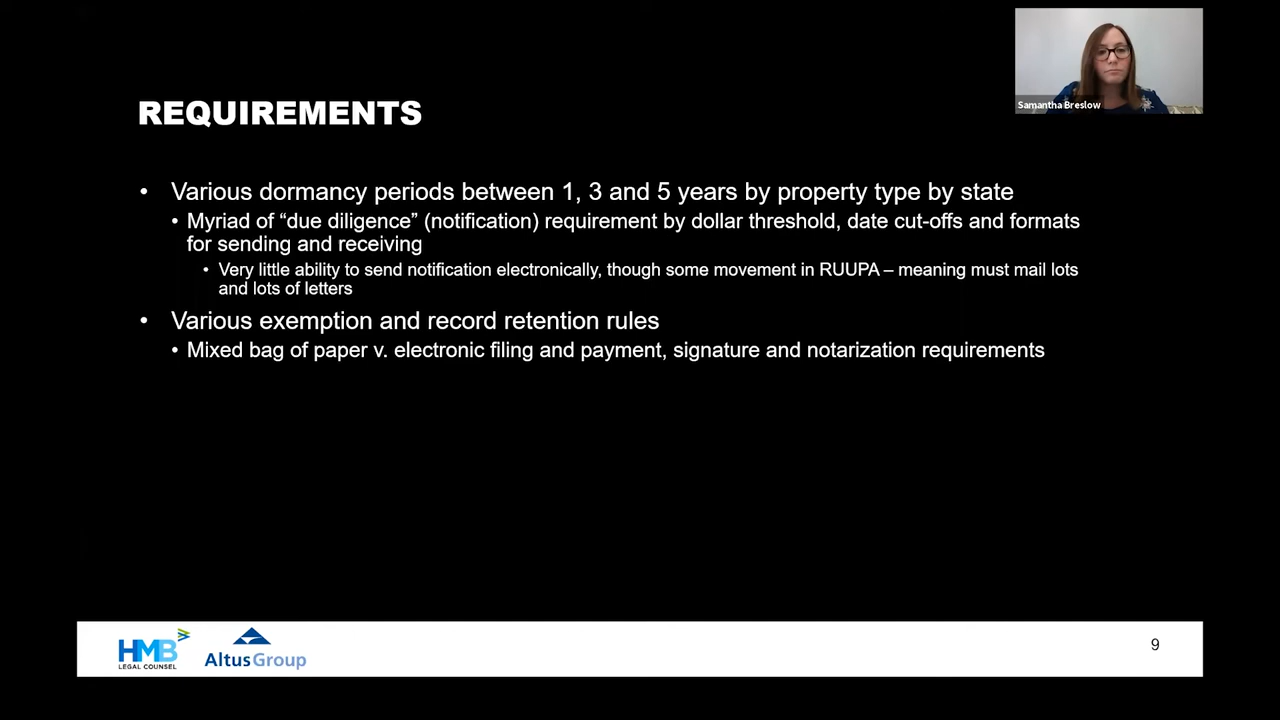 Samantha Breslow
REQUIREMENTS
• Various dormancy periods between 1, 3 and 5 years by property type by state
• Myriad of “due diligence” (notification) requirement by dollar threshold, date cut-offs and formats
for sending and receiving
• Very little ability to send notification electronically, though some movement in RUUPA – meaning must mail lots
and lots of letters
• Various exemption and record retention rules
• Mixed bag of paper v. electronic filing and payment, signature and notarization requirements
HMB
LEGAL COUNSEL
AltusGroup
9